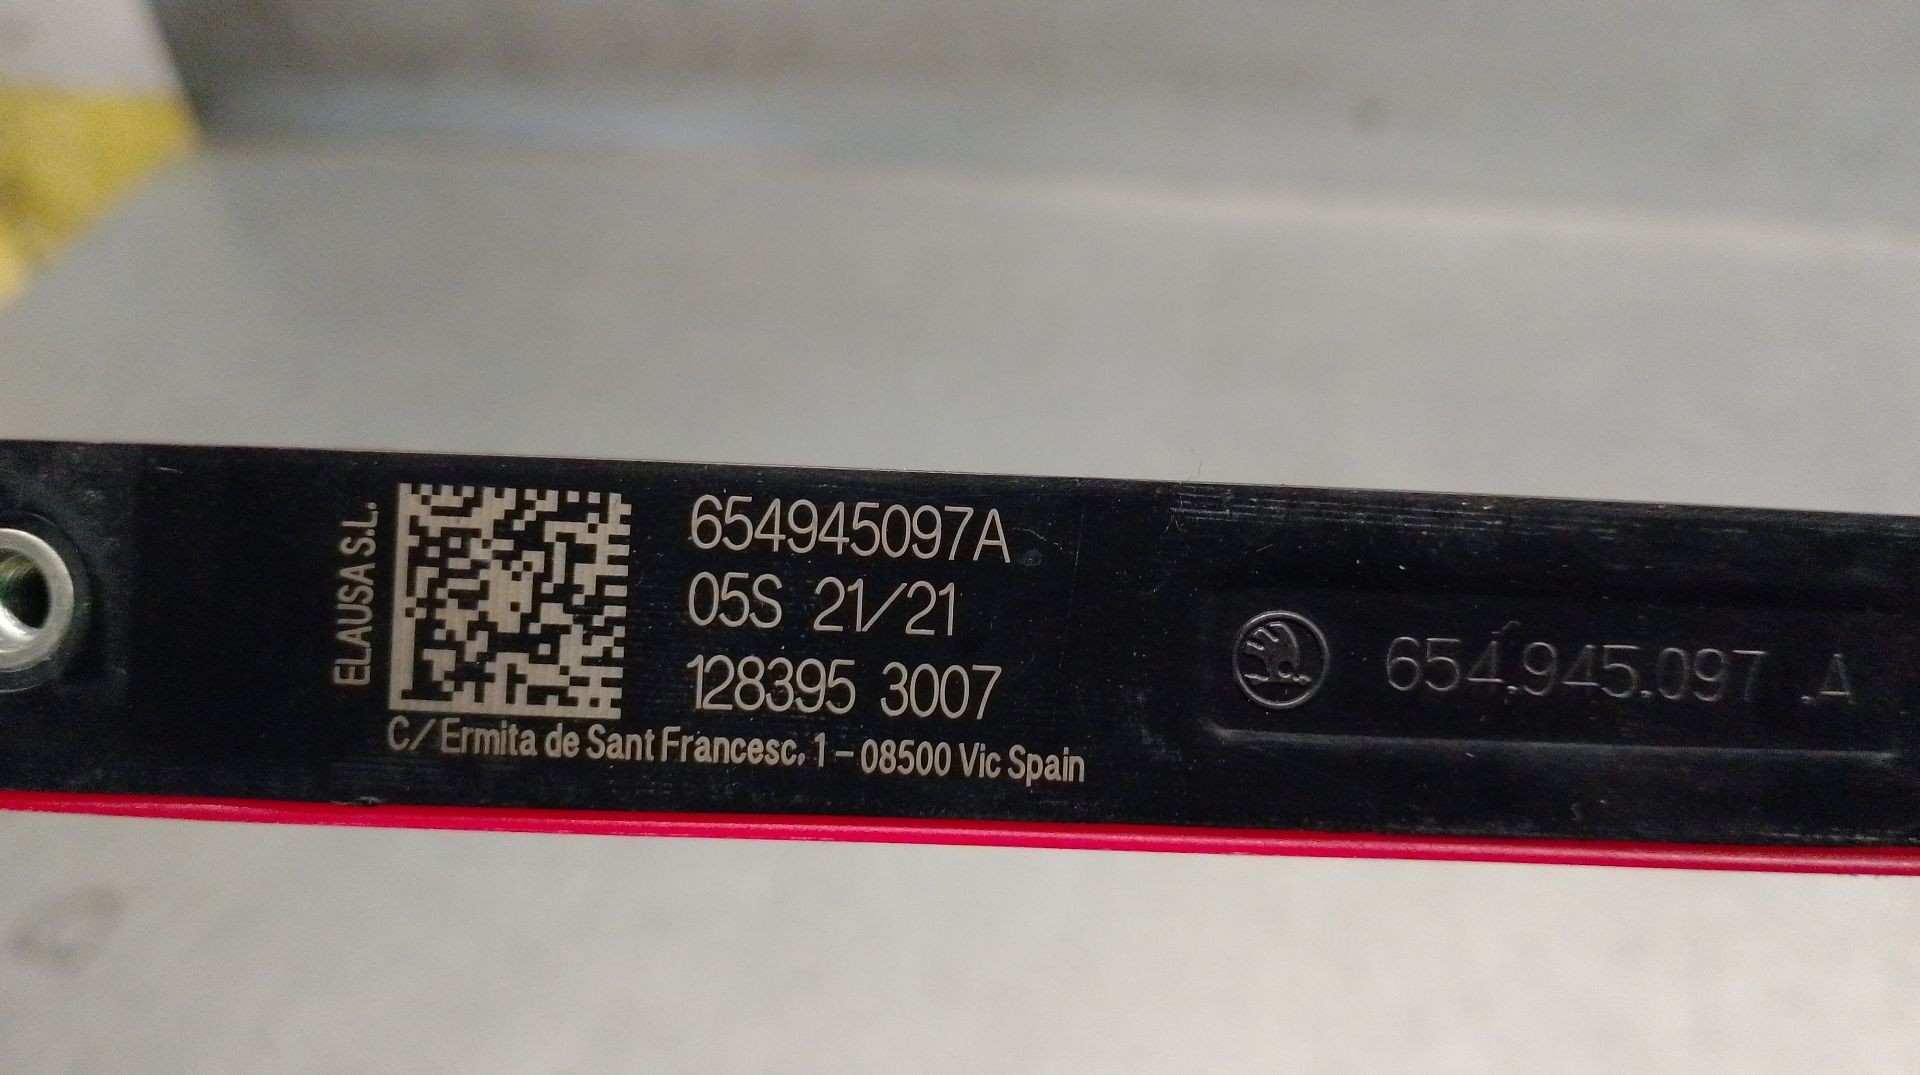 ELAUSA S.L.
654945097A
05S 21/21
128395 3007
C/Ermita de Sant Francesc, 1-08500 Vic Spain
654.945.097 .A